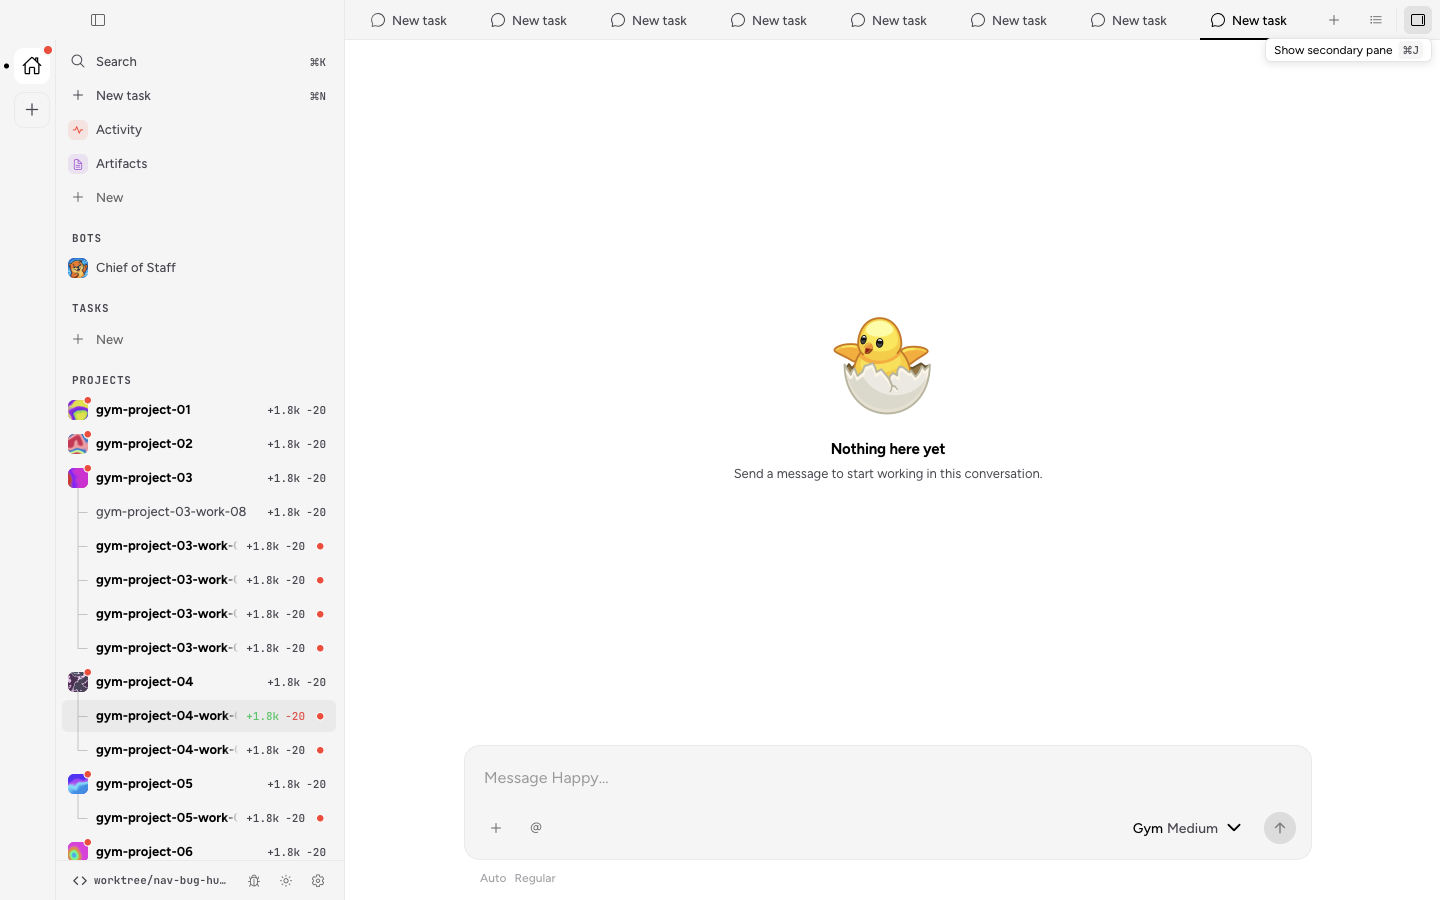 New task
New task
New task
New task
New task
New task
New task
New task
Show secondary pane ⌘J
Search ⌘K
New task ⌘N
Activity
Artifacts
New
BOTS
Chief of Staff
TASKS
New
PROJECTS
gym-project-01 +1.8k -20
gym-project-02 +1.8k -20
gym-project-03 +1.8k -20
gym-project-03-work-08 +1.8k -20
gym-project-03-work- +1.8k -20
gym-project-03-work- +1.8k -20
gym-project-03-work- +1.8k -20
gym-project-03-work- +1.8k -20
gym-project-04 +1.8k -20
gym-project-04-work- +1.8k -20
gym-project-04-work- +1.8k -20
gym-project-05 +1.8k -20
gym-project-05-work- +1.8k -20
gym-project-06 +1.8k -20
worktree/nav-bug-hu…
Nothing here yet
Send a message to start working in this conversation.
Message Happy…
@
Gym Medium
Auto Regular